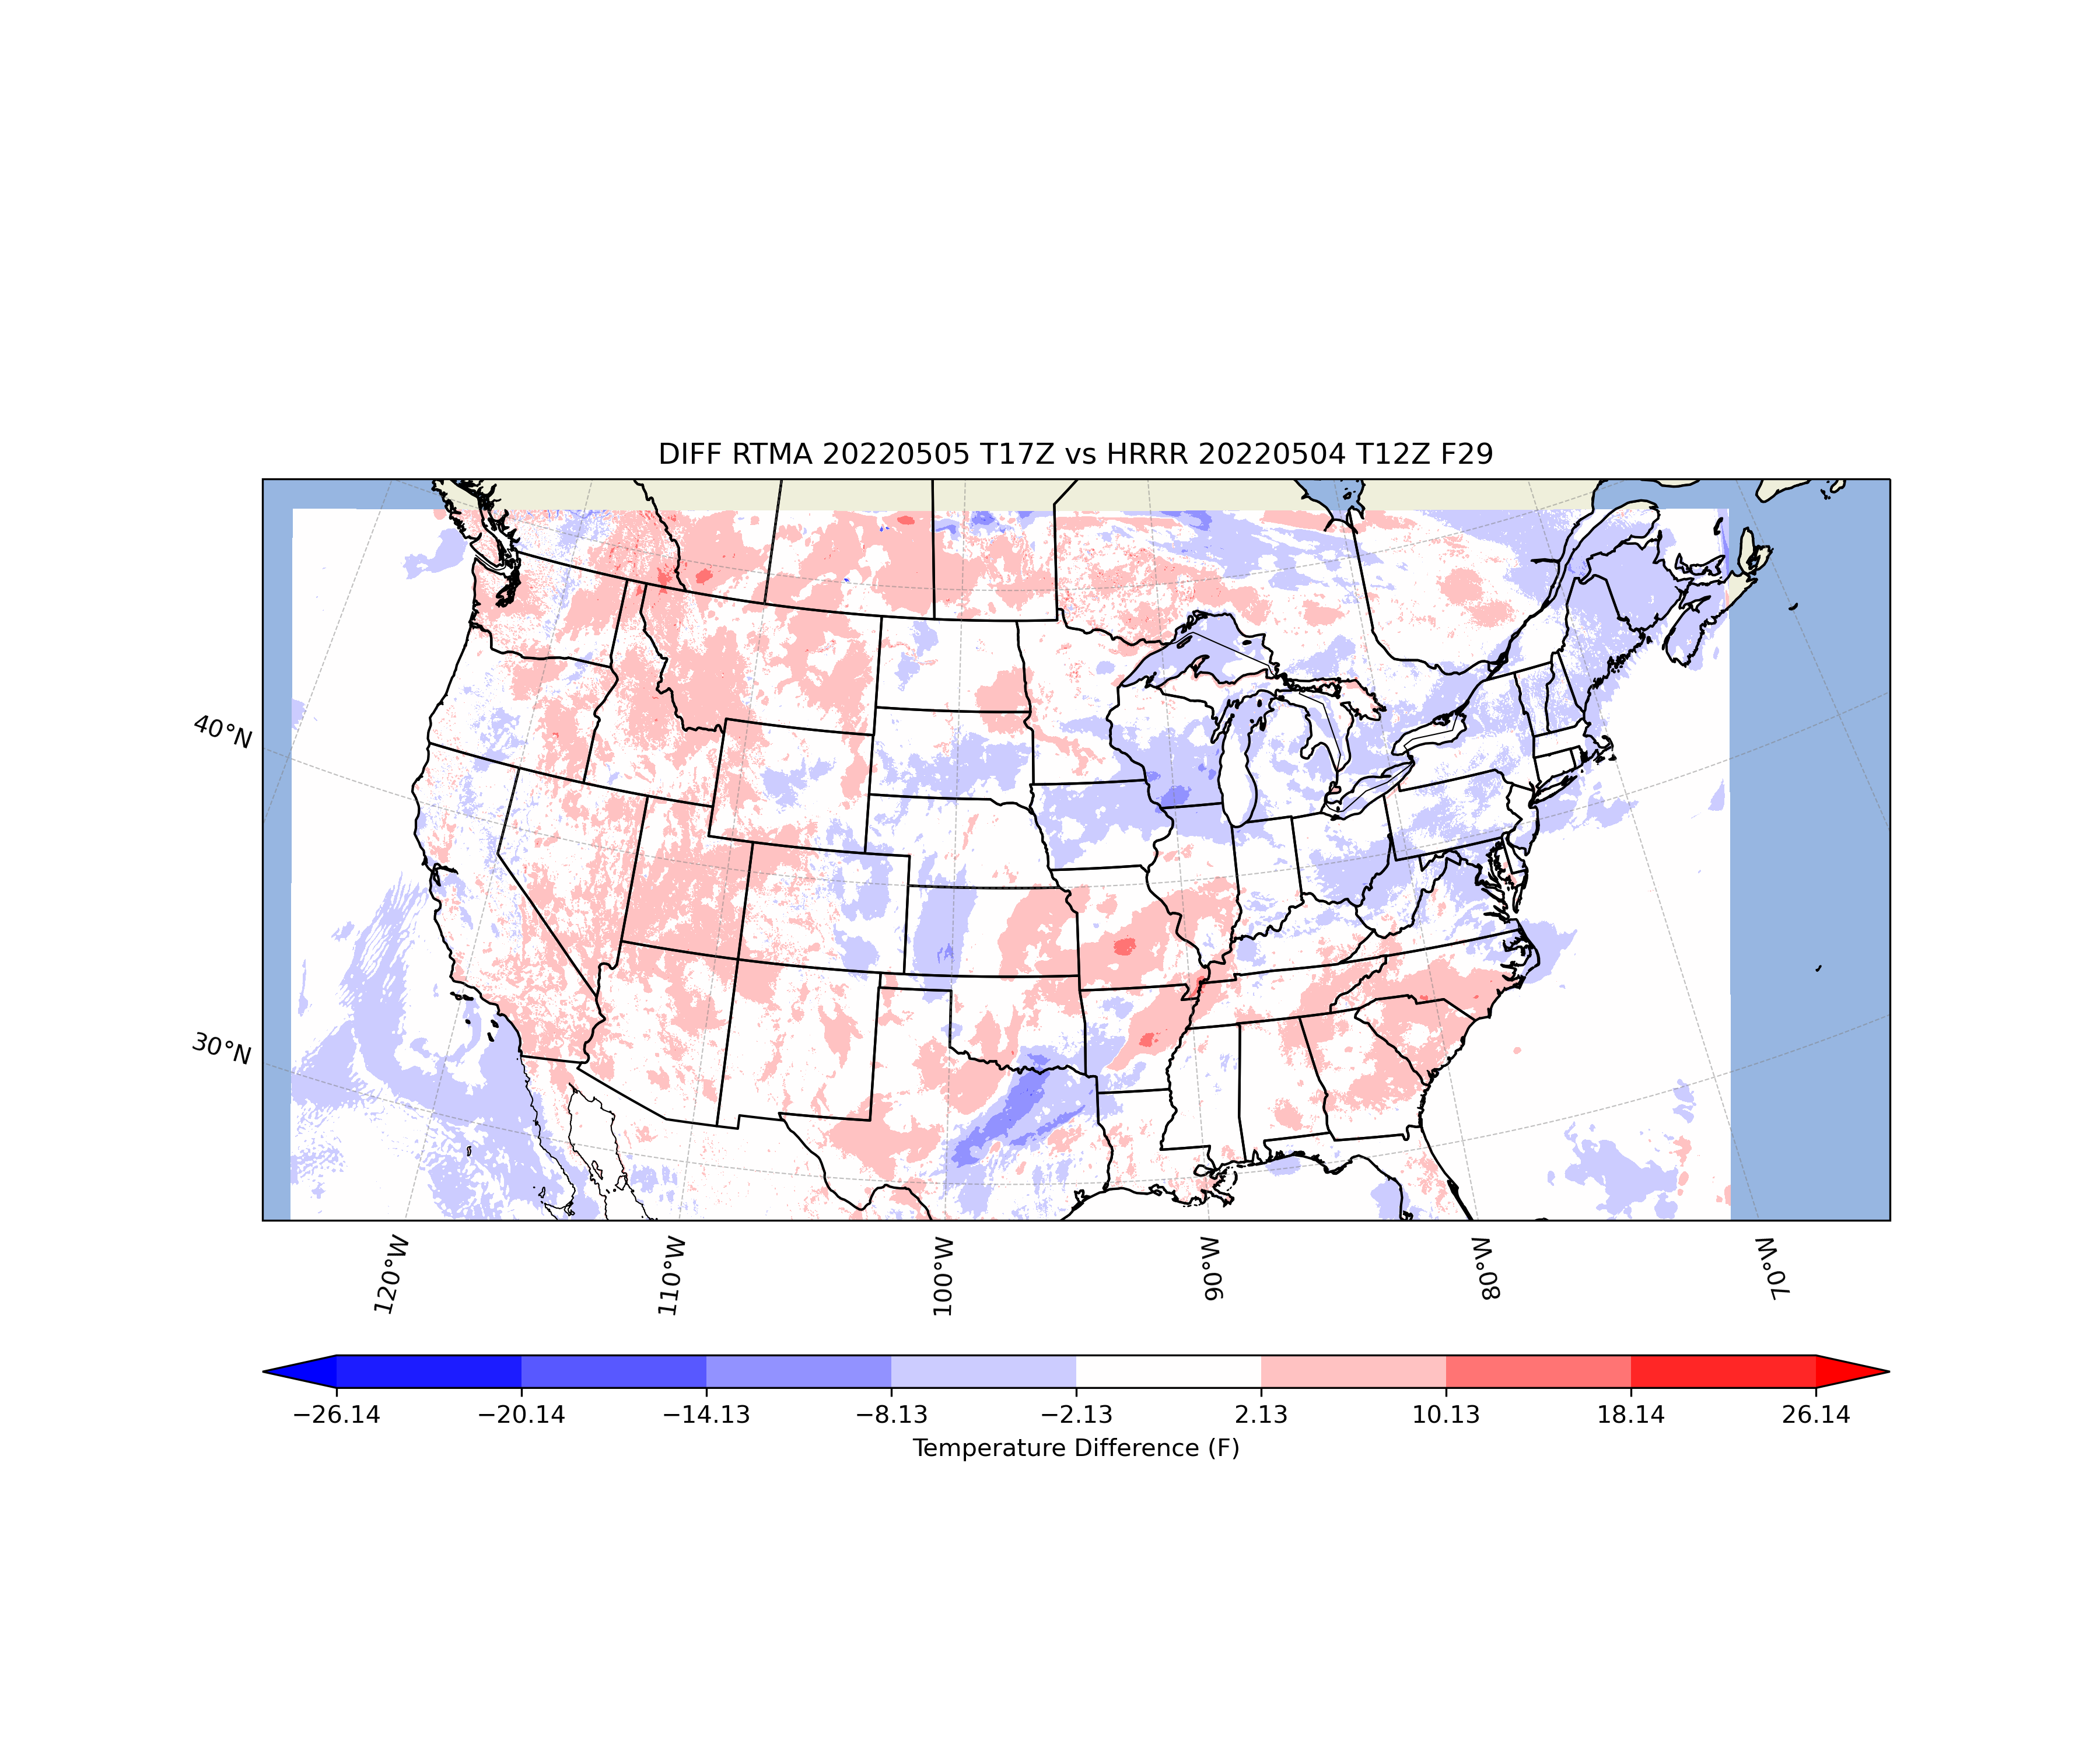 DIFF RTMA 20220505 T17Z vs HRRR 20220504 T12Z F29
40°N
30°N
120°W
110°W
100°W
90°W
80°W
70°W
−26.14
−20.14
−14.13
−8.13
−2.13
2.13
10.13
18.14
26.14
Temperature Difference (F)